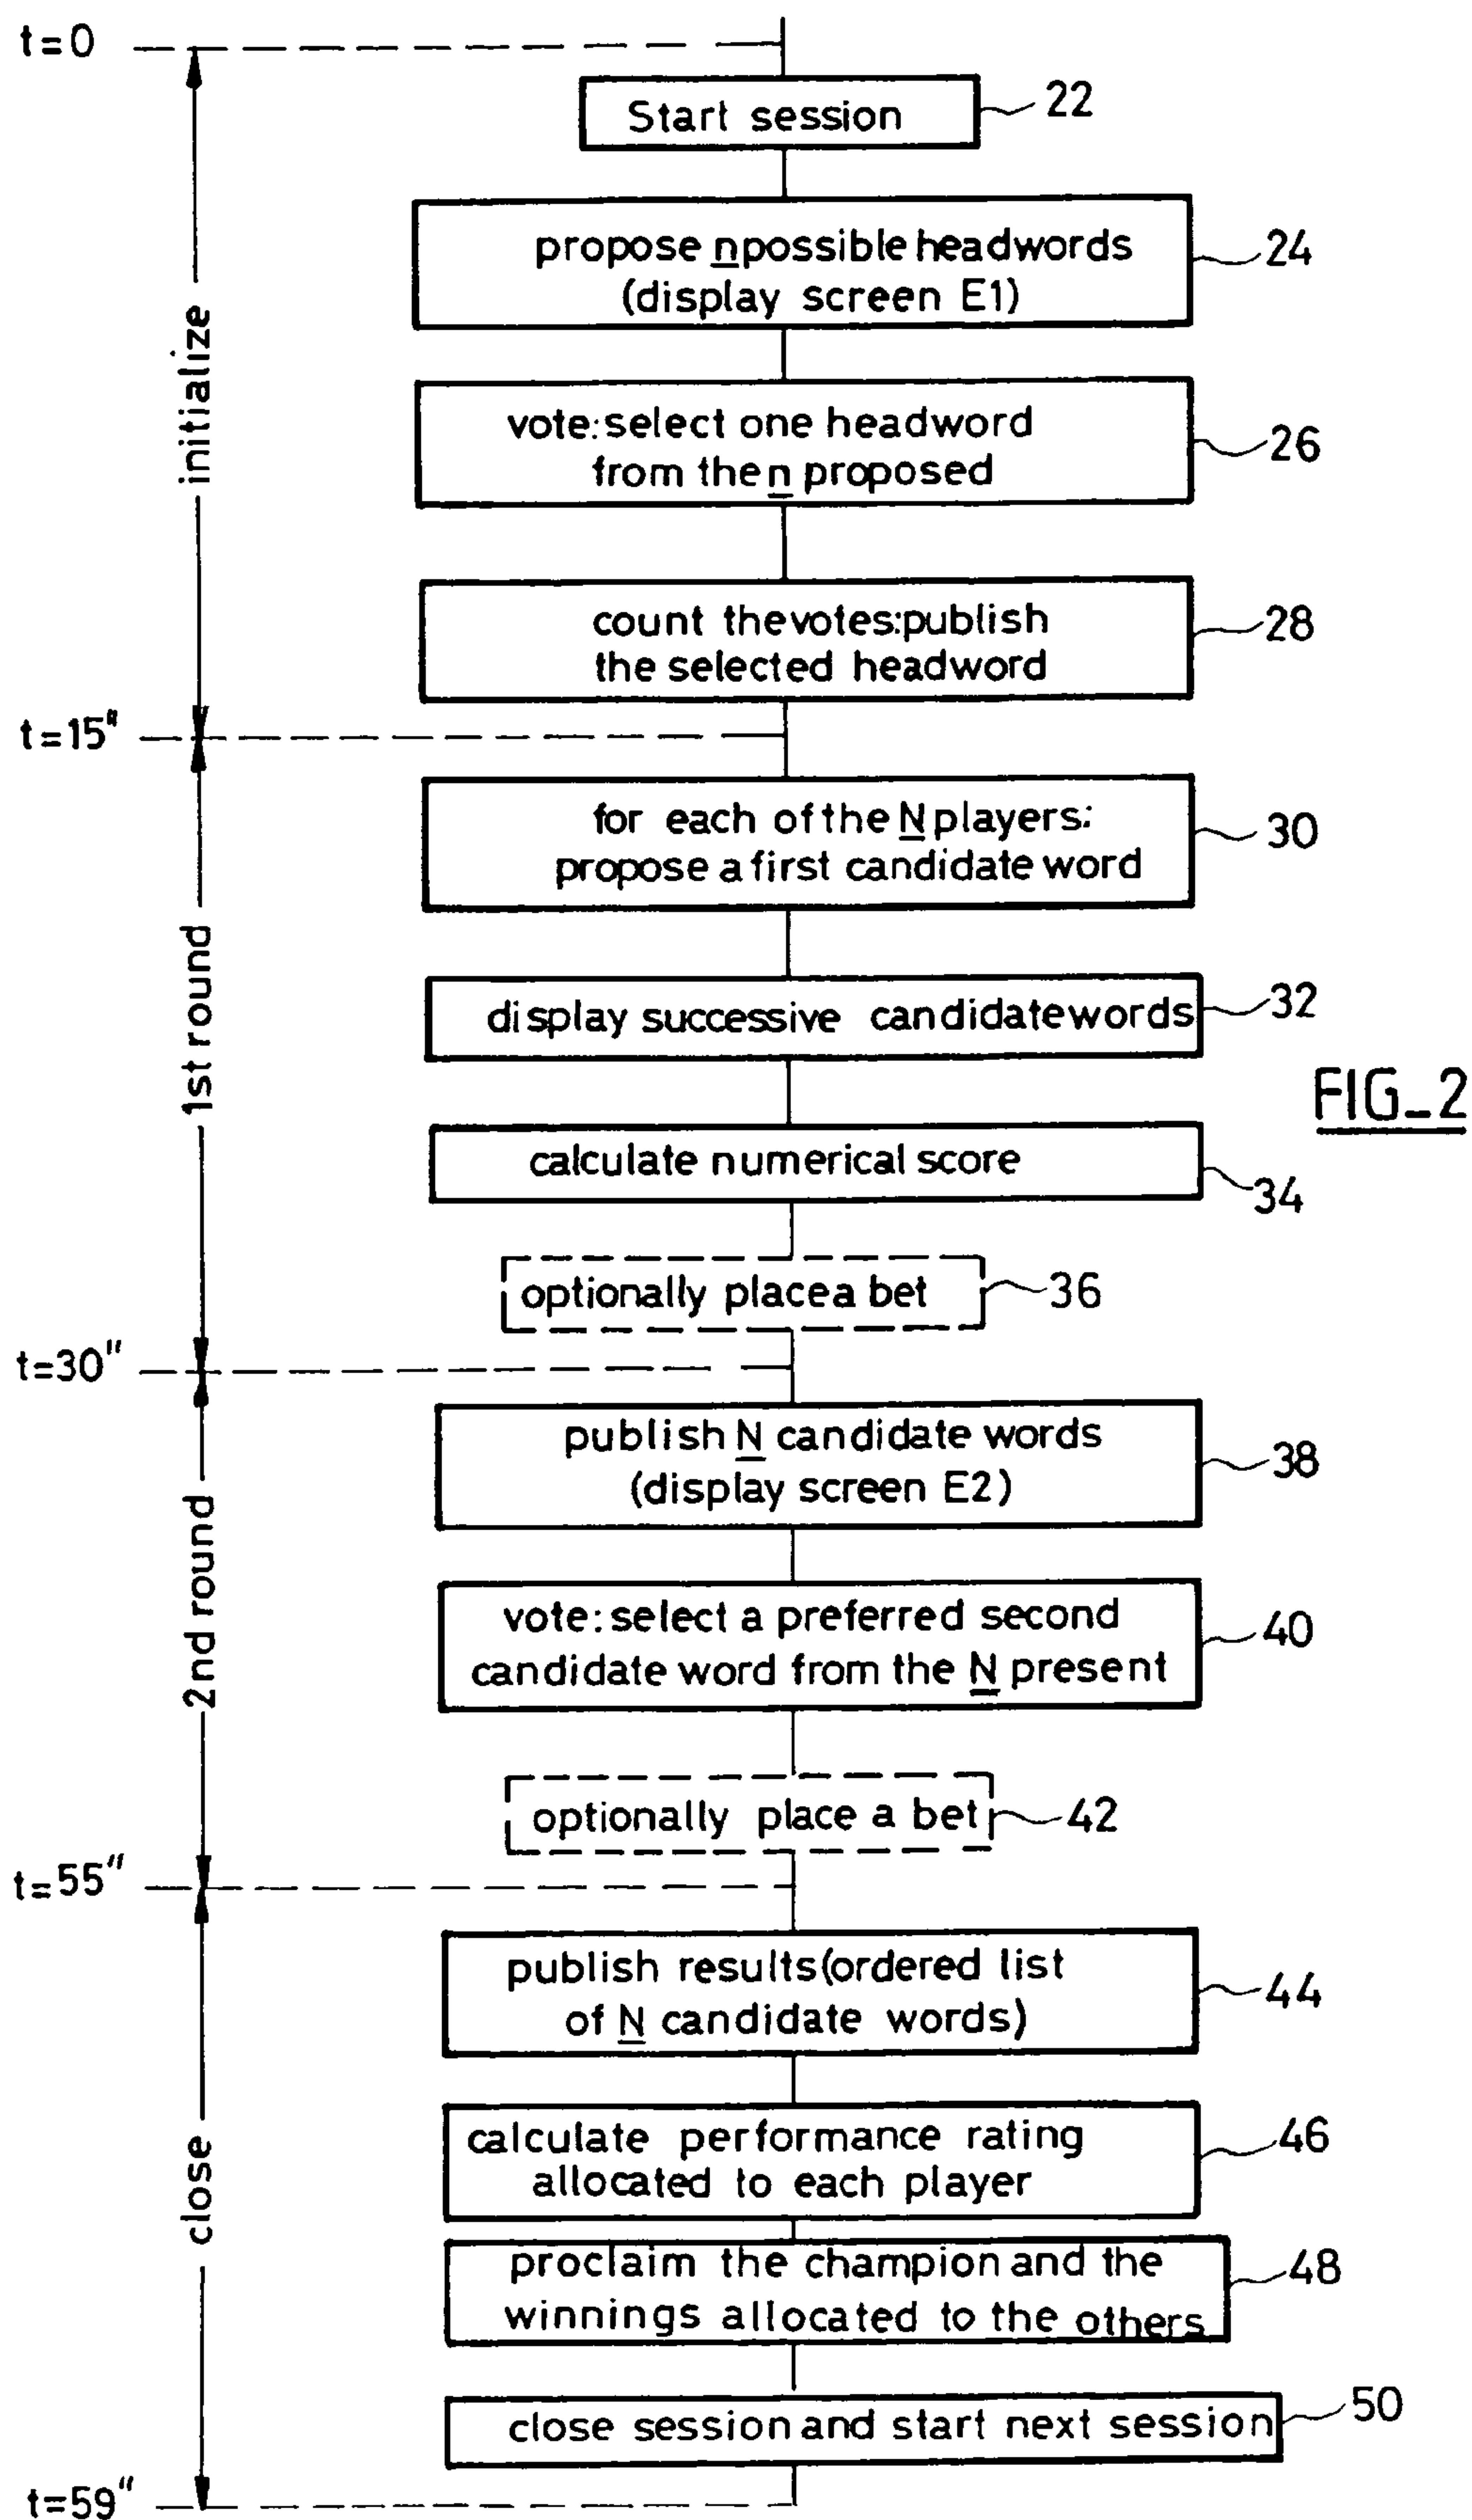 t=0
Start session
22
propose n possible headwords
(display screen E1)
24
initialize
vote: select one headword
from the n proposed
26
count the votes: publish
the selected headword
28
t=15"
for each of the N players:
propose a first candidate word
30
1st round
display successive candidate words
32
FIG_2
calculate numerical score
34
optionally place a bet
36
t=30"
publish N candidate words
(display screen E2)
38
2nd round
vote: select a preferred second
candidate word from the N present
40
optionally place a bet
42
t=55"
publish results (ordered list
of N candidate words)
44
close
calculate performance rating
allocated to each player
46
proclaim the champion and the
winnings allocated to the others
48
close session and start next session
50
t=59"